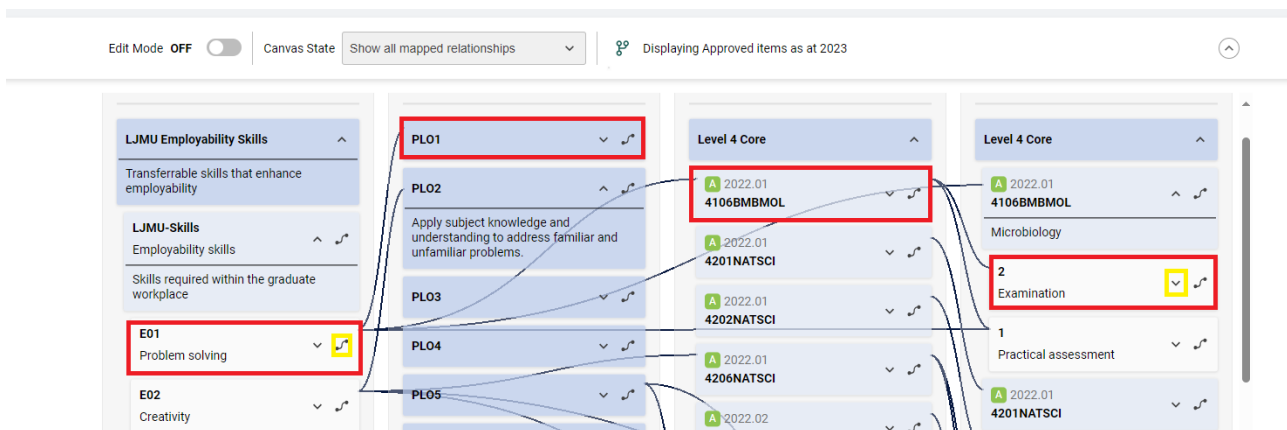 Edit Mode OFF
Canvas State
Show all mapped relationships
Displaying Approved items as at 2023
LJMU Employability Skills
Transferrable skills that enhance
employability
LJMU-Skills
Employability skills
Skills required within the graduate
workplace
E01
Problem solving
E02
Creativity
PLO1
PLO2
Apply subject knowledge and
understanding to address familiar and
unfamiliar problems.
PLO3
PLO4
PLO5
Level 4 Core
A 2022.01
4106BMBMOL
A 2022.01
4201NATSCI
A 2022.01
4202NATSCI
A 2022.01
4206NATSCI
A 2022.02
Level 4 Core
A 2022.01
4106BMBMOL
Microbiology
2
Examination
1
Practical assessment
A 2022.01
4201NATSCI